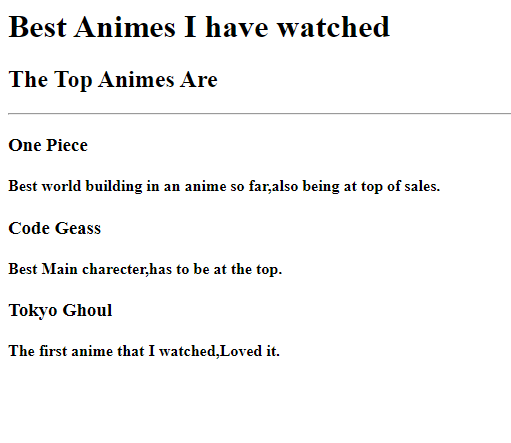 Best Animes I have watched
The Top Animes Are
One Piece
Best world building in an anime so far,also being at top of sales.
Code Geass
Best Main charecter,has to be at the top.
Tokyo Ghoul
The first anime that I watched,Loved it.